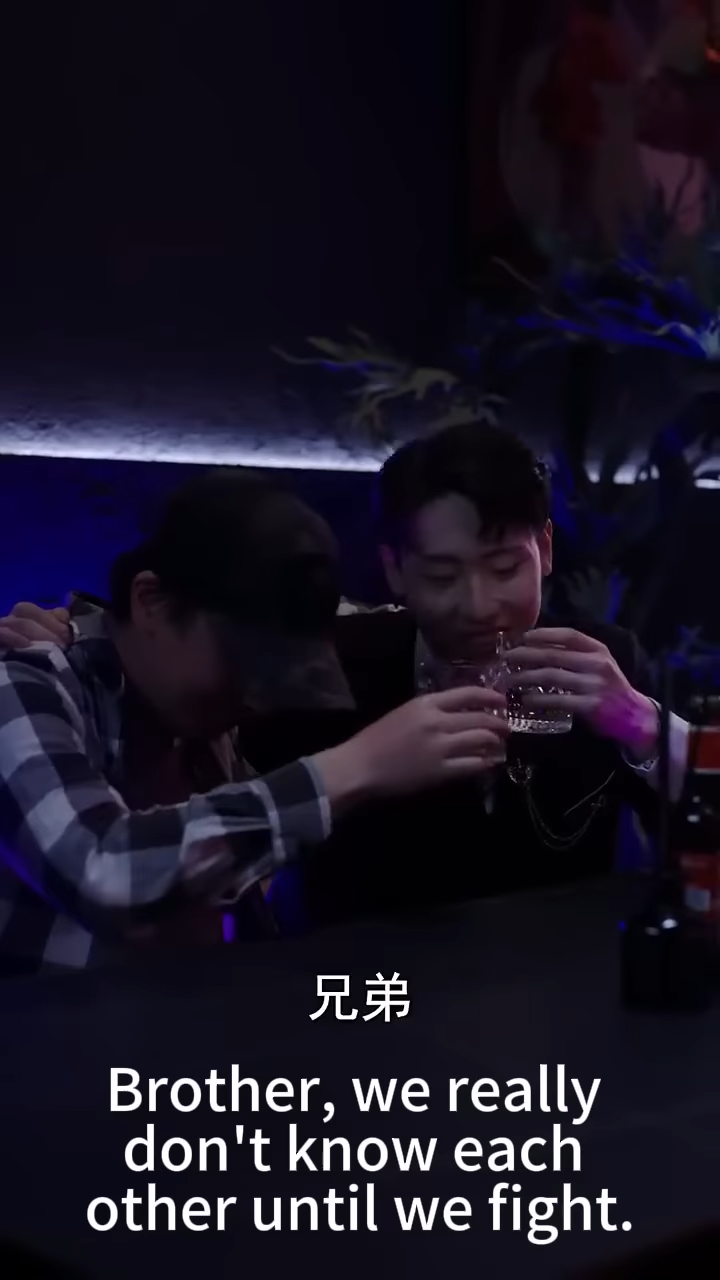 兄弟
Brother, we really
don't know each
other until we fight.